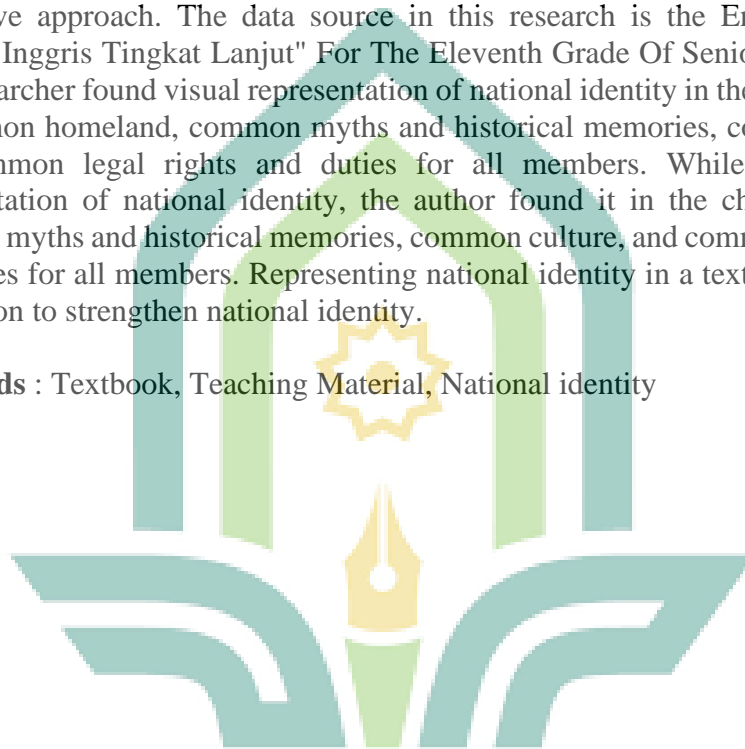 ve approach. The data source in this research is the En
Inggris Tingkat Lanjut" For The Eleventh Grade Of Senio
archer found visual representation of national identity in the
non homeland, common myths and historical memories, co
mmon legal rights and duties for all members. While
tation of national identity, the author found it in the ch
myths and historical memories, common culture, and comm
es for all members. Representing national identity in a text
on to strengthen national identity.
ds : Textbook, Teaching Material, National identity